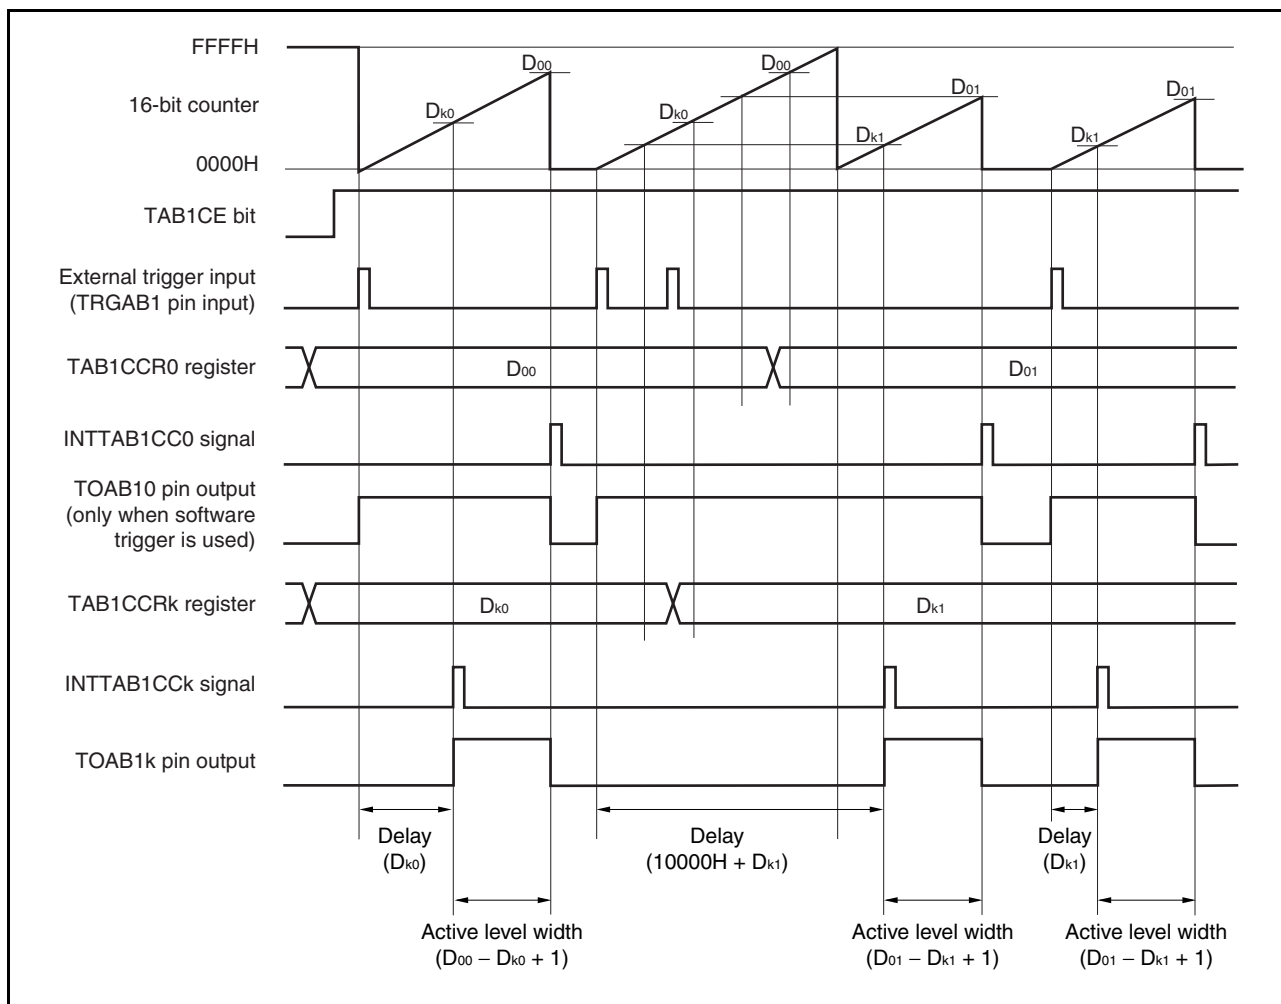 FFFFH
D00
D00
16-bit counter
Dk0
Dk0
D01
D01
Dk1
Dk1
0000H
TAB1CE bit
External trigger input
(TRGAB1 pin input)
TAB1CCR0 register
D00
D01
INTTAB1CC0 signal
TOAB10 pin output
(only when software
trigger is used)
TAB1CCRk register
Dk0
Dk1
INTTAB1CCk signal
TOAB1k pin output
Delay
(Dk0)
Delay
(10000H + Dk1)
Delay
(Dk1)
Active level width
(D00 − Dk0 + 1)
Active level width
(D01 − Dk1 + 1)
Active level width
(D01 − Dk1 + 1)